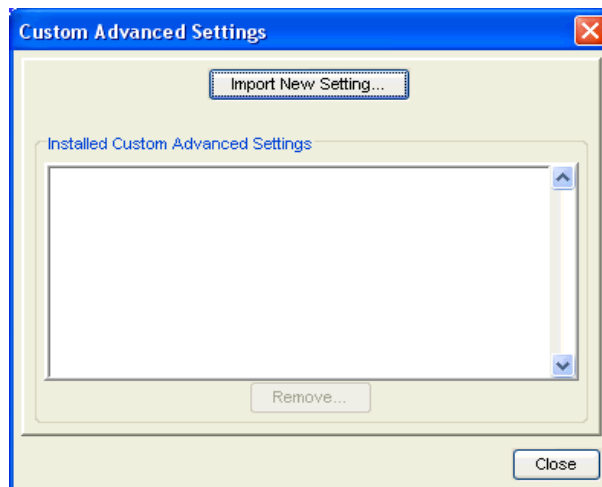 Custom Advanced Settings
Import New Setting...
Installed Custom Advanced Settings
Remove...
Close